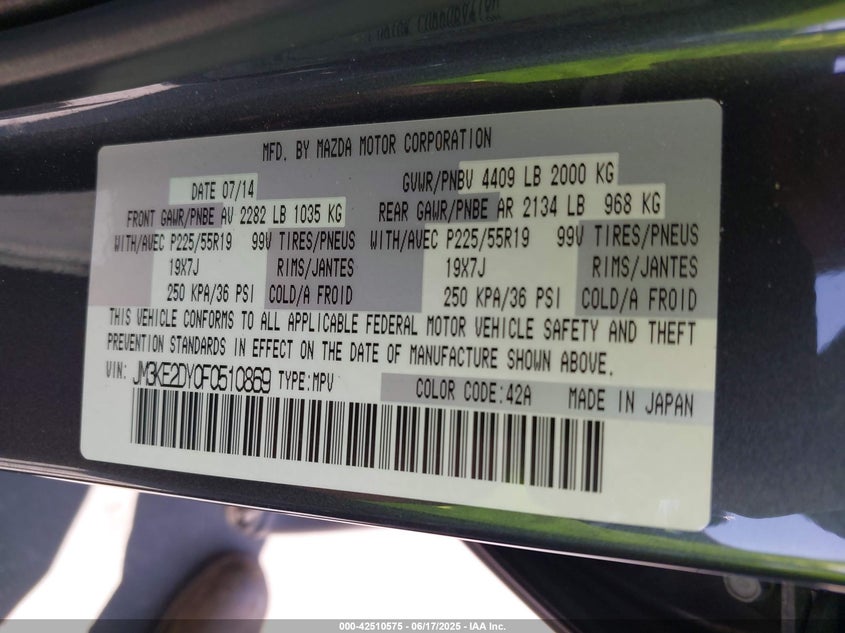 MFD. BY MAZDA MOTOR CORPORATION
DATE 07/14 GVWR/PNBV 4409 LB 2000 KG
FRONT GAWR/PNBE AV 2282 LB 1035 KG REAR GAWR/PNBE AR 2134 LB 968 KG
WITH/AVEC P225/55R19 99V TIRES/PNEUS WITH/AVEC P225/55R19 99V TIRES/PNEUS
19X7J RIMS/JANTES 19X7J RIMS/JANTES
250 KPA/36 PSI COLD/A FROID 250 KPA/36 PSI COLD/A FROID
THIS VEHICLE CONFORMS TO ALL APPLICABLE FEDERAL MOTOR VEHICLE SAFETY AND THEFT
PREVENTION STANDARDS IN EFFECT ON THE DATE OF MANUFACTURE SHOWN ABOVE.
VIN: JM3KE2DY0F0510869 TYPE:MPV COLOR CODE:42A MADE IN JAPAN
000-42510575 - 06/17/2025 - IAA Inc.